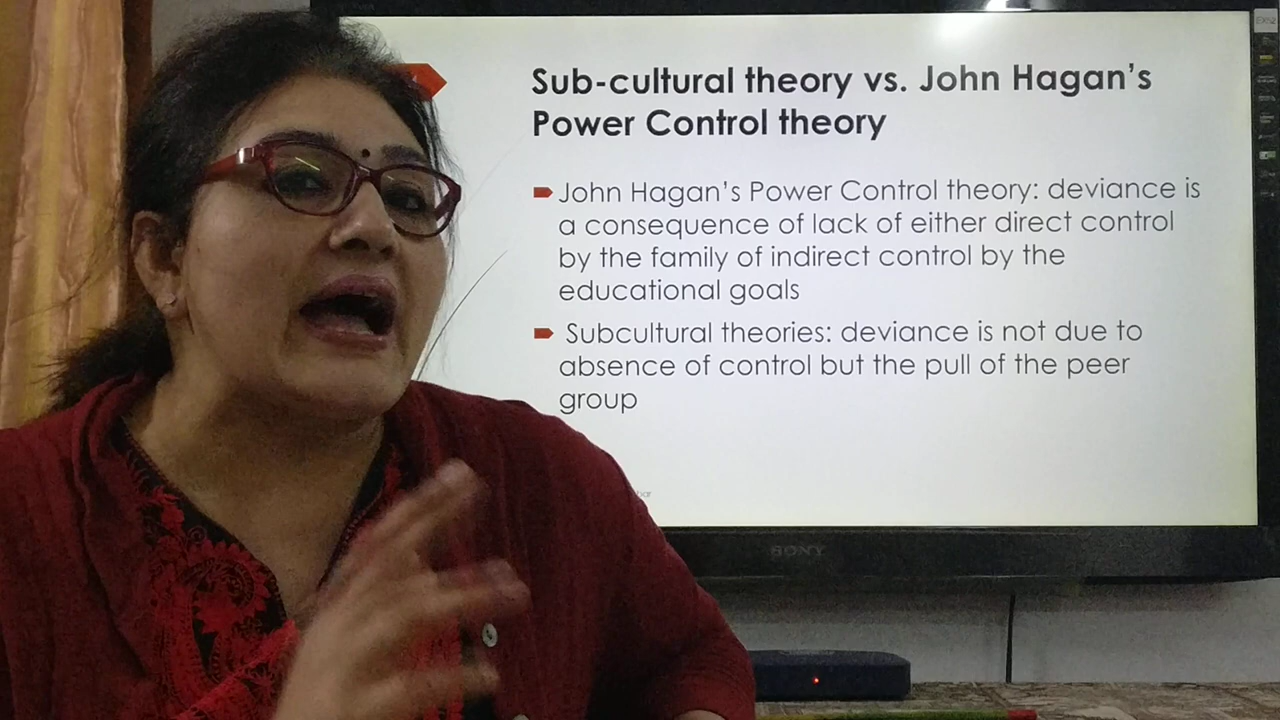 Sub-cultural theory vs. John Hagan’s
Power Control theory
John Hagan’s Power Control theory: deviance is
a consequence of lack of either direct control
by the family of indirect control by the
educational goals
Subcultural theories: deviance is not due to
absence of control but the pull of the peer
group
SONY